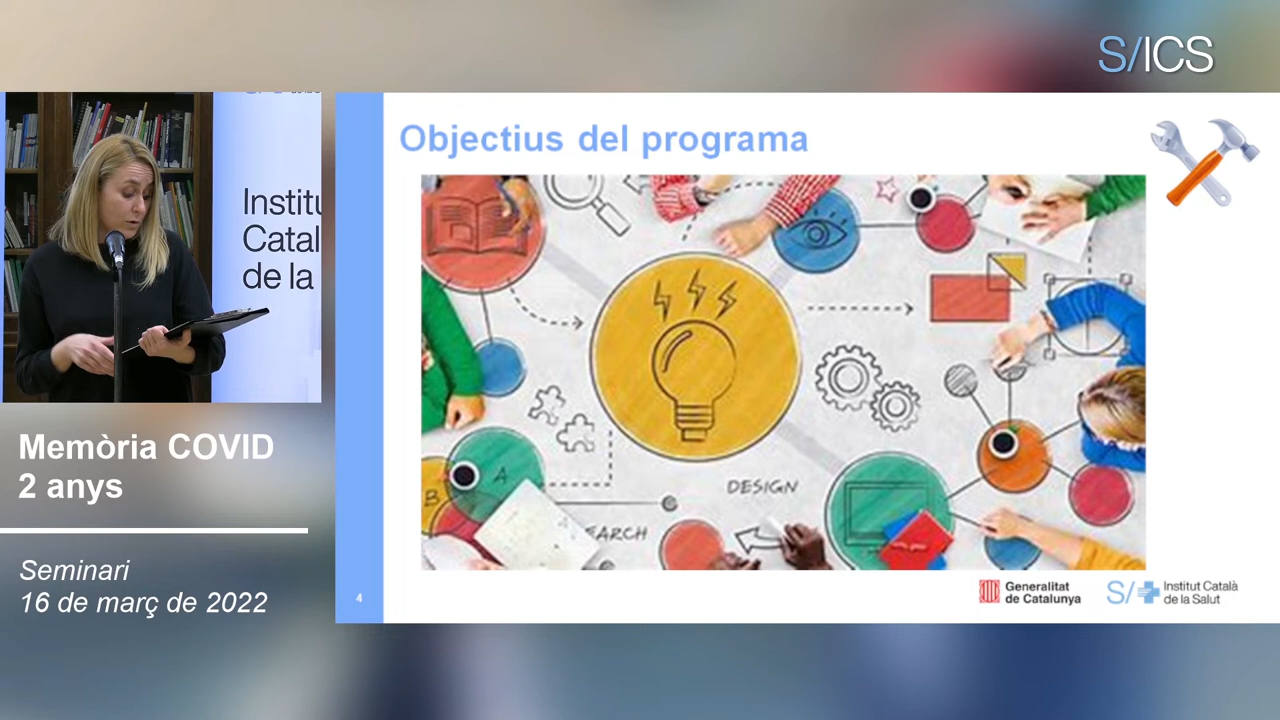 S/ICS
Institu
Catal
de la
Memòria COVID
2 anys
Seminari
16 de març de 2022
Objectius del programa
A
B
DESIGN
EARCH
4
Generalitat
de Catalunya
S/
Institut Català
de la Salut